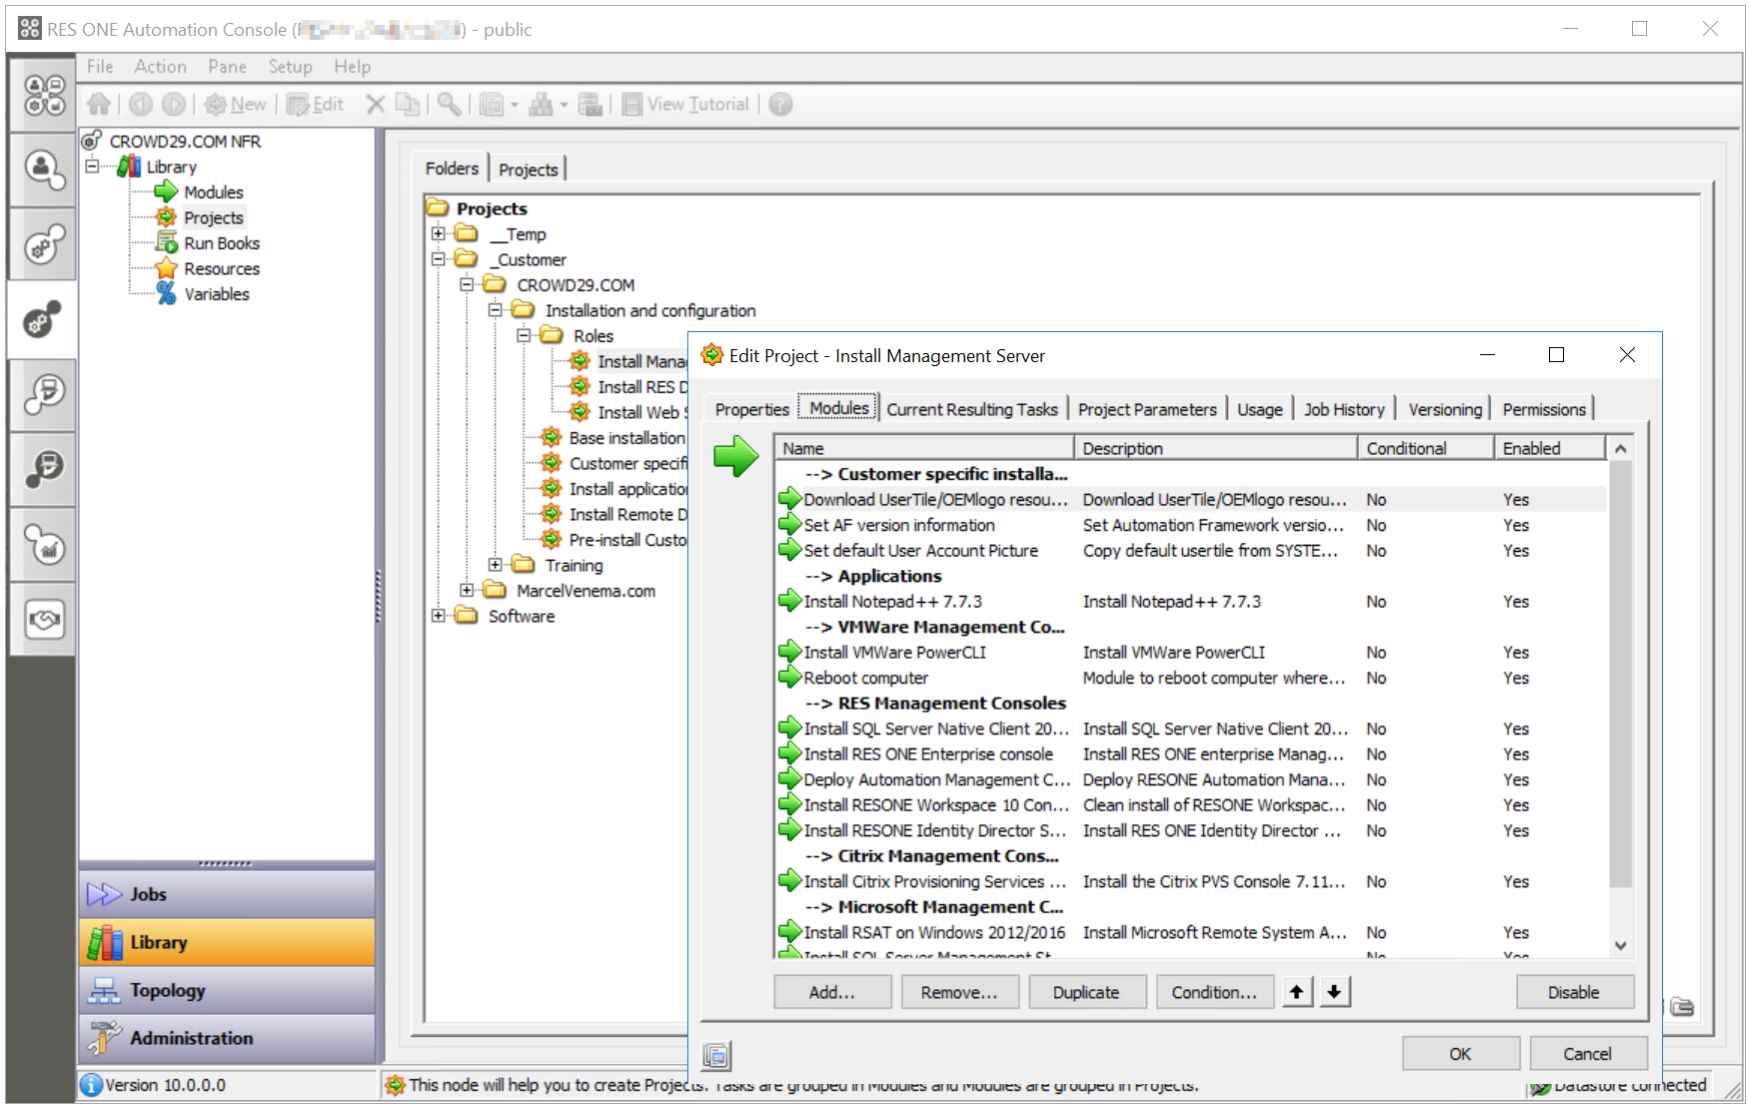 RES ONE Automation Console ( ) - public
File Action Pane Setup Help
New Edit View Tutorial
CROWD29.COM NFR
Library
Modules
Projects
Run Books
Resources
Variables
Jobs
Library
Topology
Administration
Folders Projects
Projects
__Temp
_Customer
CROWD29.COM
Installation and configuration
Roles
Install Mana
Install RES D
Install Web S
Base installation
Customer specifi
Install applicatio
Install Remote D
Pre-install Custo
Training
MarcelVenema.com
Software
Edit Project - Install Management Server
Properties Modules Current Resulting Tasks Project Parameters Usage Job History Versioning Permissions
Name Description Conditional Enabled
--> Customer specific installa...
Download UserTile/OEMlogo resou... Download UserTile/OEMlogo resou... No Yes
Set AF version information Set Automation Framework versio... No Yes
Set default User Account Picture Copy default usertile from SYSTE... No Yes
--> Applications
Install Notepad++ 7.7.3 Install Notepad++ 7.7.3 No Yes
--> VMWare Management Co...
Install VMWare PowerCLI Install VMWare PowerCLI No Yes
Reboot computer Module to reboot computer where... No Yes
--> RES Management Consoles
Install SQL Server Native Client 20... Install SQL Server Native Client 20... No Yes
Install RES ONE Enterprise console Install RES ONE enterprise Manag... No Yes
Deploy Automation Management C... Deploy RESONE Automation Mana... No Yes
Install RESONE Workspace 10 Con... Clean install of RESONE Workspac... No Yes
Install RESONE Identity Director S... Install RES ONE Identity Director ... No Yes
--> Citrix Management Cons...
Install Citrix Provisioning Services ... Install the Citrix PVS Console 7.11... No Yes
--> Microsoft Management C...
Install RSAT on Windows 2012/2016 Install Microsoft Remote System A... No Yes
Install SQL Server Management St No Yes
Add... Remove... Duplicate Condition... Disable
OK Cancel
Version 10.0.0.0 This node will help you to create Projects. Tasks are grouped in Modules and Modules are grouped in Projects. Datastore connected